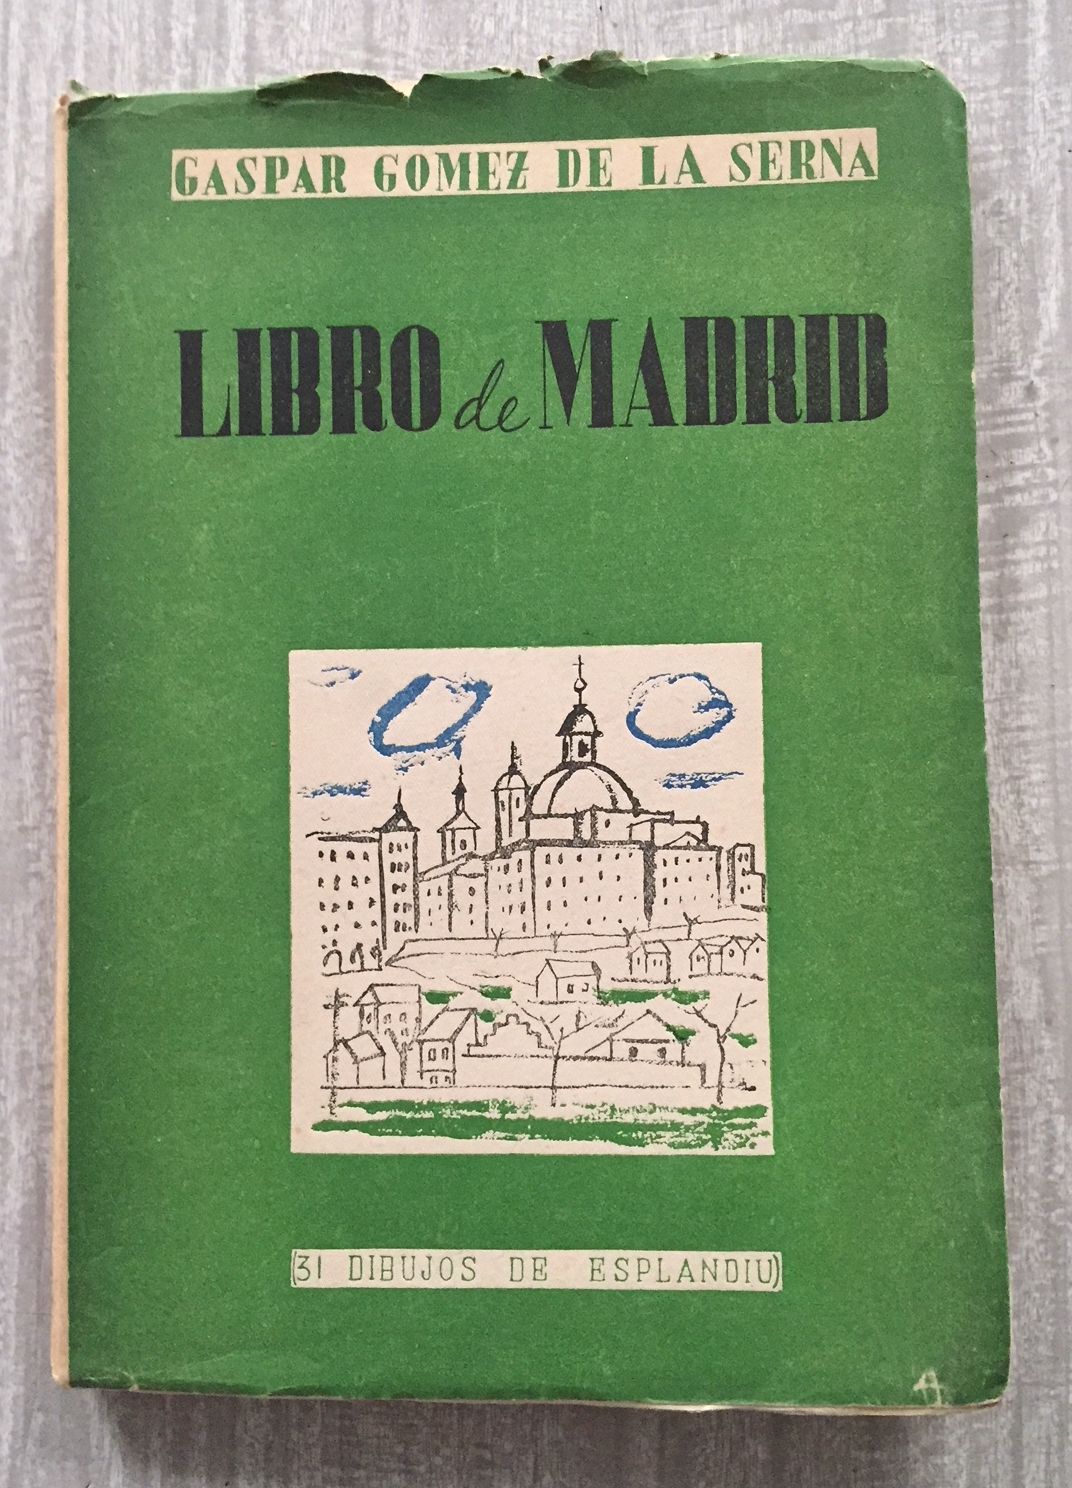 GASPAR GOMEZ DE LA SERNA
LIBRO de MADRID
(31 DIBUJOS DE ESPLANDIU)